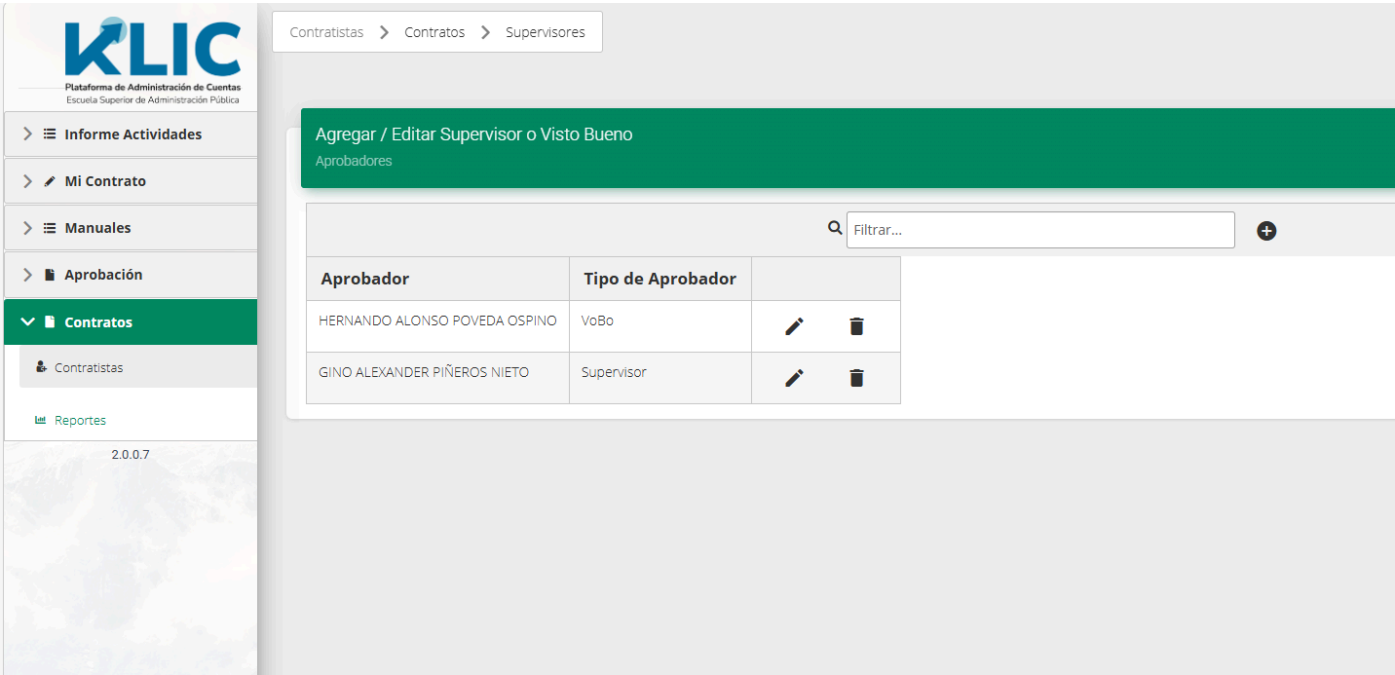 KLIC
Plataforma de Administración de Cuentas
Escuela Superior de Administración Pública
Informe Actividades
Mi Contrato
Manuales
Aprobación
Contratos
Contratistas
Reportes
2.0.0.7
Contratistas > Contratos > Supervisores
Agregar / Editar Supervisor o Visto Bueno
Aprobadores
Filtrar...
Aprobador Tipo de Aprobador
HERNANDO ALONSO POVEDA OSPINO VoBo
GINO ALEXANDER PIÑEROS NIETO Supervisor